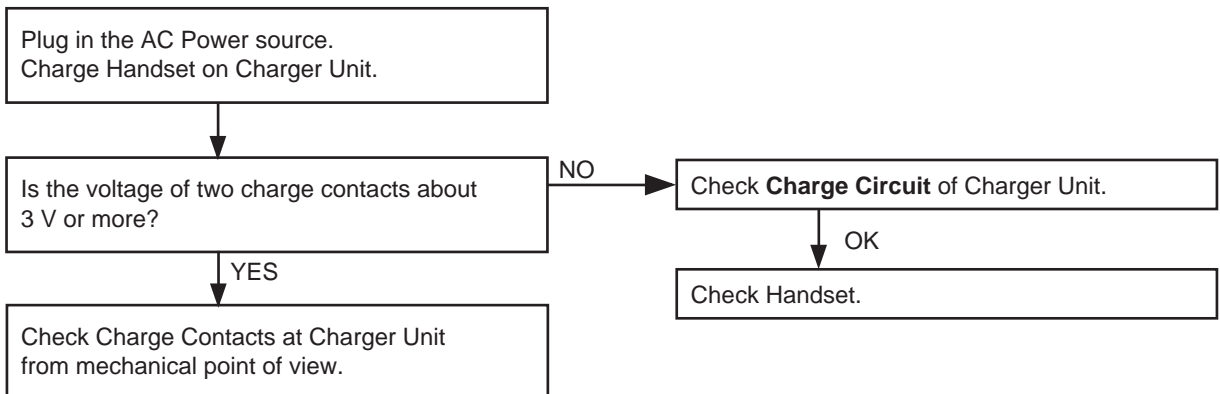 Plug in the AC Power source.
Charge Handset on Charger Unit.
Is the voltage of two charge contacts about
3 V or more?
NO
Check Charge Circuit of Charger Unit.
OK
Check Handset.
YES
Check Charge Contacts at Charger Unit
from mechanical point of view.